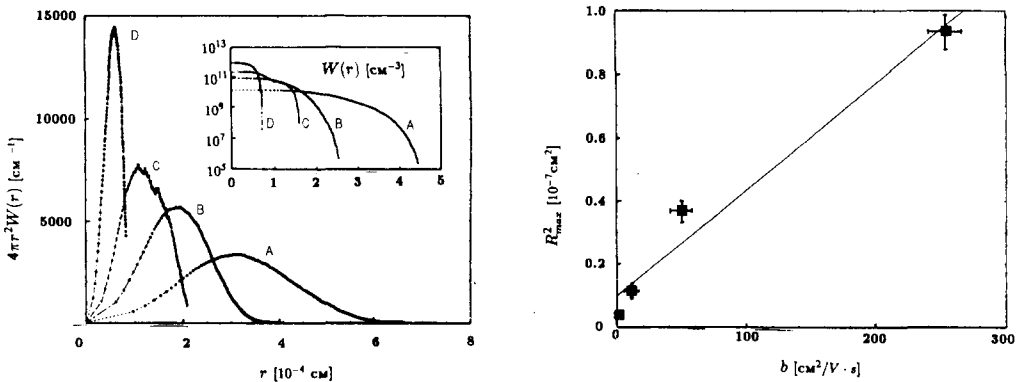 15000
10000
5000
0
4πr²W(r) [см⁻¹]
0 2 4 6 8
r [10⁻⁴ см]
D
C
B
A
W(r) [см⁻³]
10¹³
10¹¹
10⁹
10⁷
10⁵
D C B A
0 1 2 3 4 5
1.0
0.8
0.6
0.4
0.2
0
R²max [10⁻⁷см²]
0 100 200 300
b [см²/V · s]